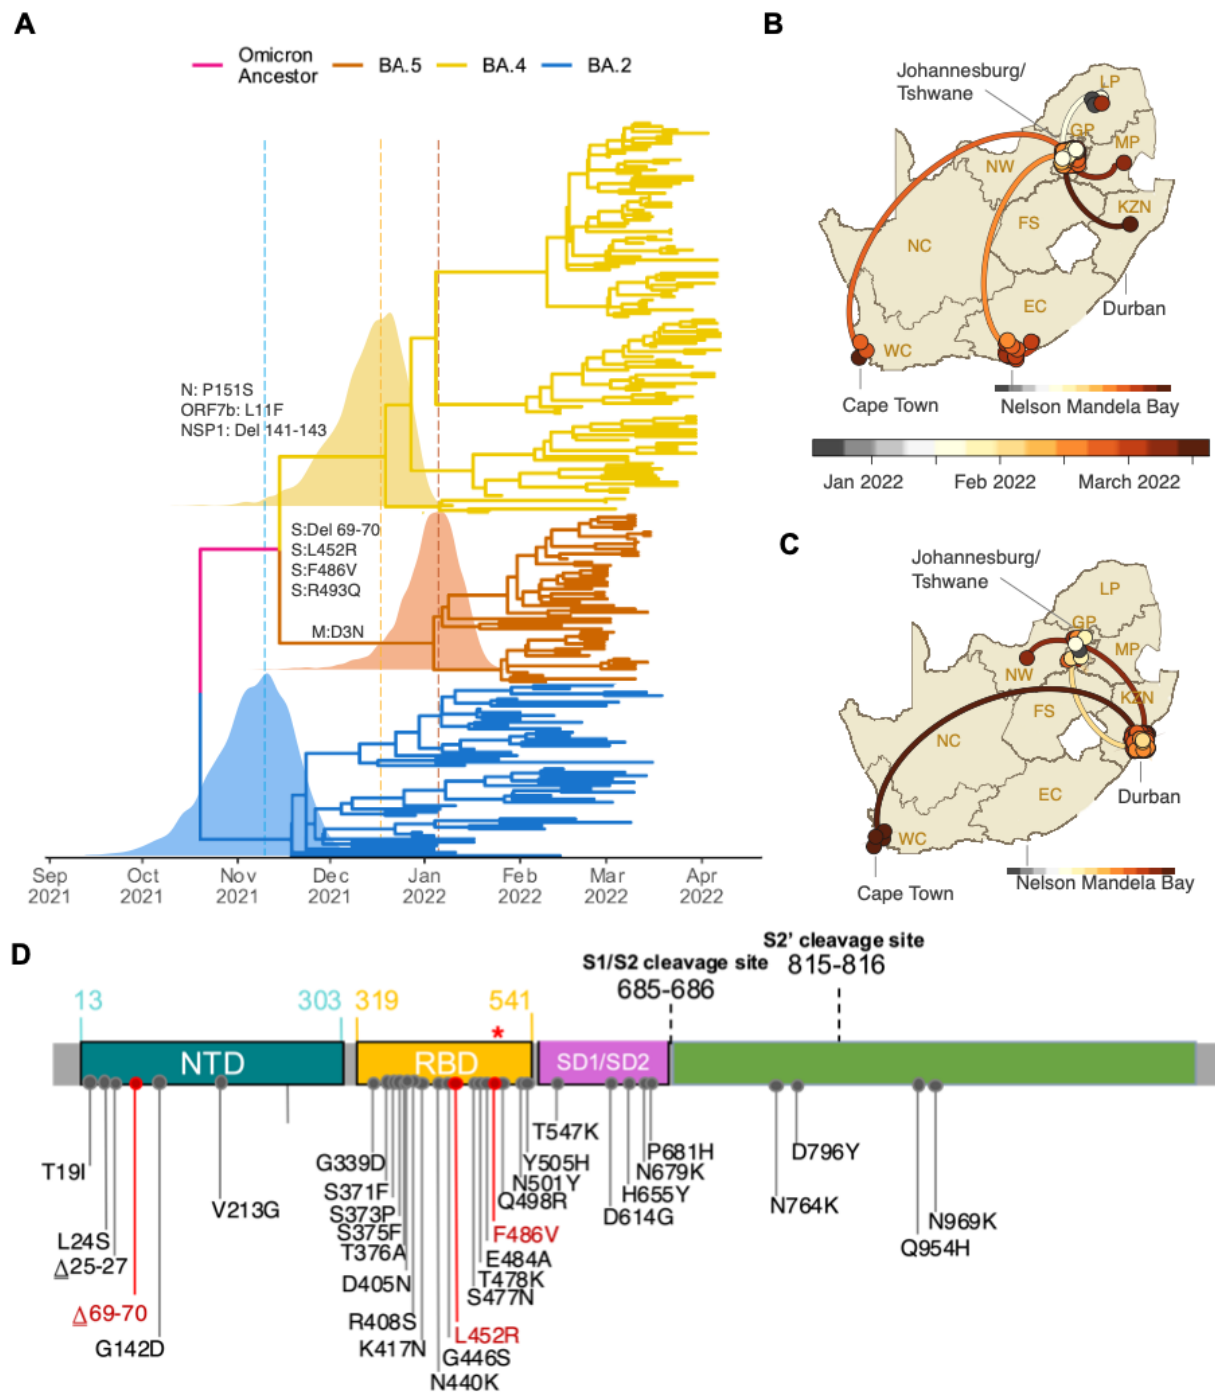 A
Omicron
Ancestor
BA.5
BA.4
BA.2
N: P151S
ORF7b: L11F
NSP1: Del 141-143
S:Del 69-70
S:L452R
S:F486V
S:R493Q
M:D3N
Sep
2021
Oct
2021
Nov
2021
Dec
2021
Jan
2022
Feb
2022
Mar
2022
Apr
2022
B
Johannesburg/
Tshwane
LP
GP
MP
NW
KZN
FS
NC
EC
Durban
WC
Cape Town
Nelson Mandela Bay
Jan 2022
Feb 2022
March 2022
C
Johannesburg/
Tshwane
LP
GP
MP
NW
KZN
FS
NC
EC
Durban
WC
Cape Town
Nelson Mandela Bay
D
S2’ cleavage site
815-816
S1/S2 cleavage site
685-686
13
303
319
541
*
NTD
RBD
SD1/SD2
T19I
L24S
Δ25-27
Δ69-70
G142D
V213G
G339D
S371F
S373P
S375F
T376A
D405N
R408S
K417N
N440K
G446S
L452R
S477N
T478K
E484A
F486V
Q498R
N501Y
Y505H
T547K
D614G
H655Y
N679K
P681H
N764K
D796Y
Q954H
N969K